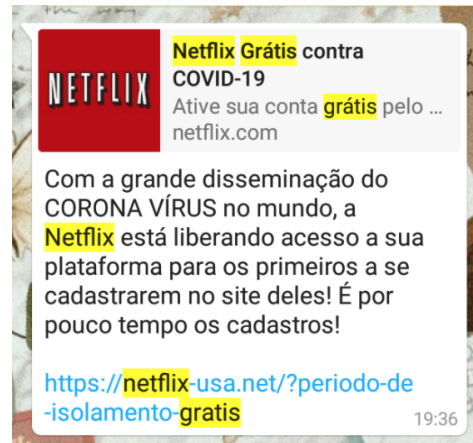 NETFLIX
Netflix Grátis contra
COVID-19
Ative sua conta grátis pelo ...
netflix.com
Com a grande disseminação do
CORONA VÍRUS no mundo, a
Netflix está liberando acesso a sua
plataforma para os primeiros a se
cadastrarem no site deles! É por
pouco tempo os cadastros!
https://netflix-usa.net/?periodo-de
-isolamento-gratis
19:36